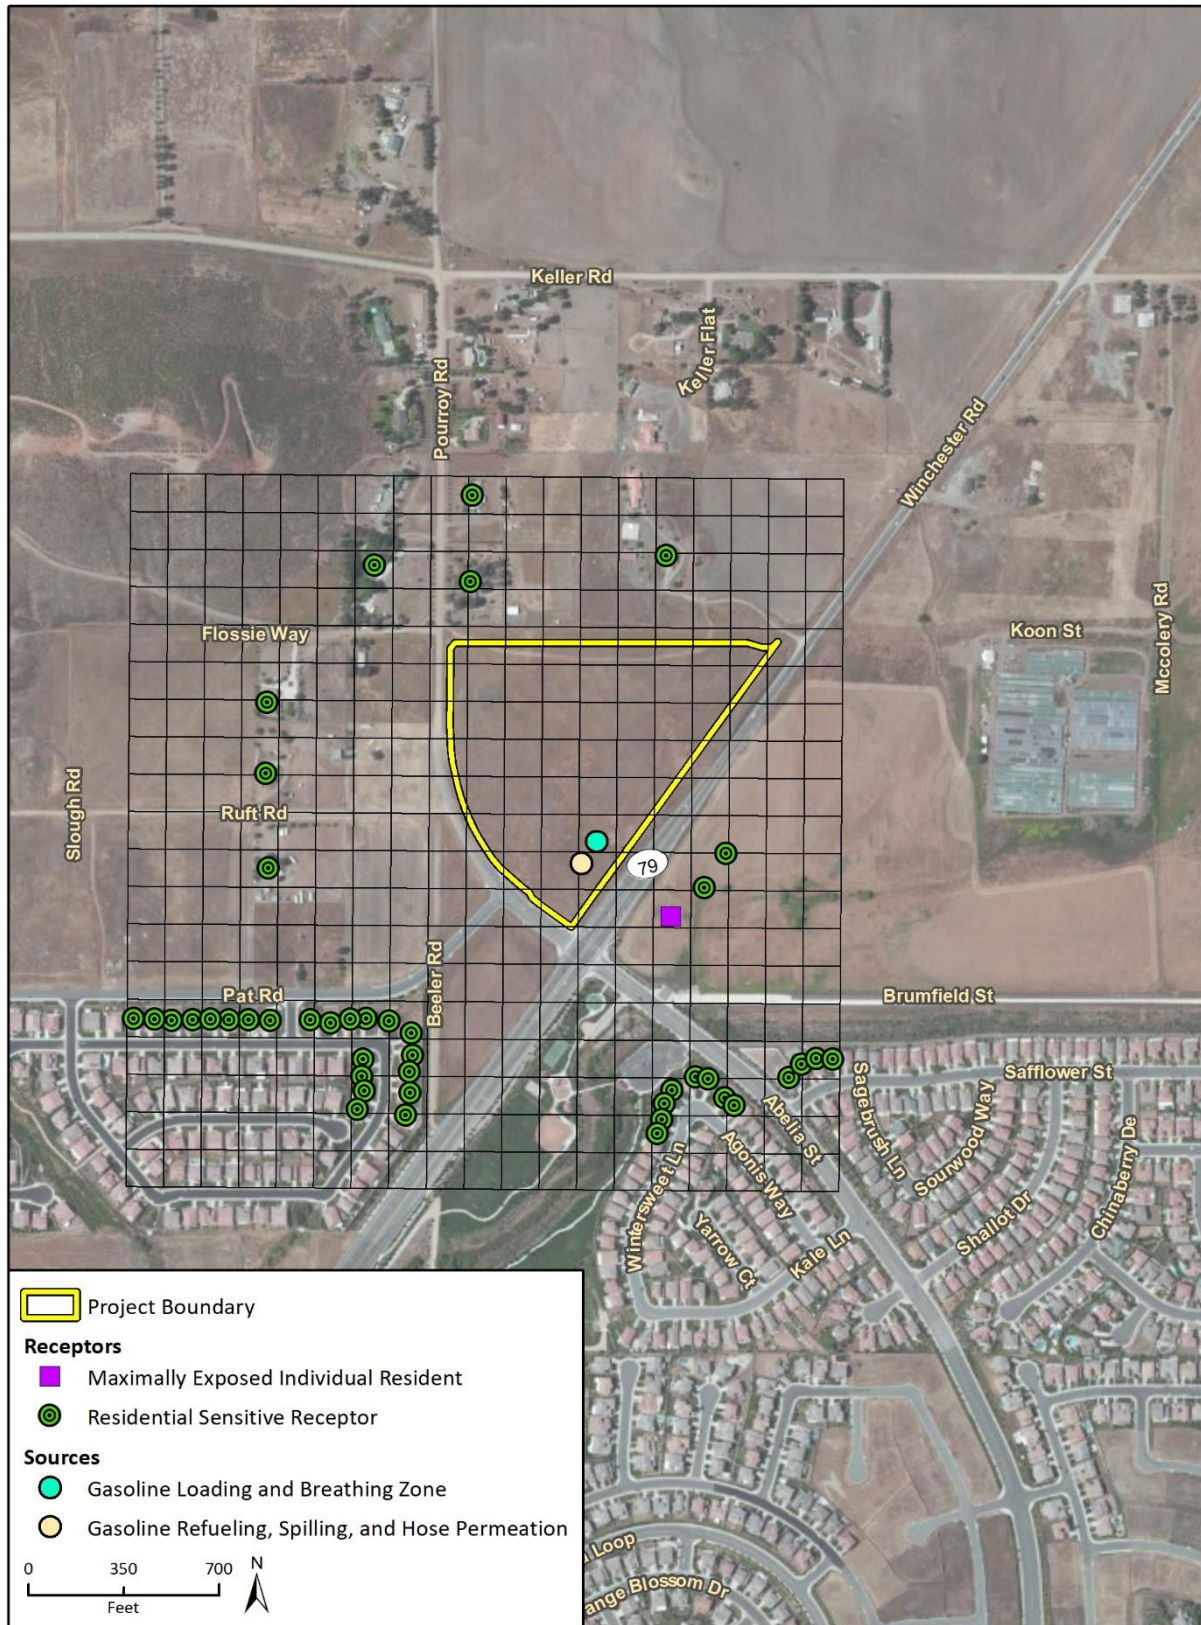 Keller Rd
Keller Flat
Pourroy Rd
Winchester Rd
Flossie Way
Koon St
Mccolery Rd
Slough Rd
Ruft Rd
79
Beeler Rd
Pat Rd
Brumfield St
Safflower St
Sagebrush Ln
Sourwood Way
Abelia St
Agonis Way
Wintersweet Ln
Yarrow Ct
Kale Ln
Shallot Dr
Chinaberry De
Project Boundary
Receptors
Maximally Exposed Individual Resident
Residential Sensitive Receptor
Sources
Gasoline Loading and Breathing Zone
Gasoline Refueling, Spilling, and Hose Permeation
0 350 700
Feet
N
Loop
ange Blossom Dr